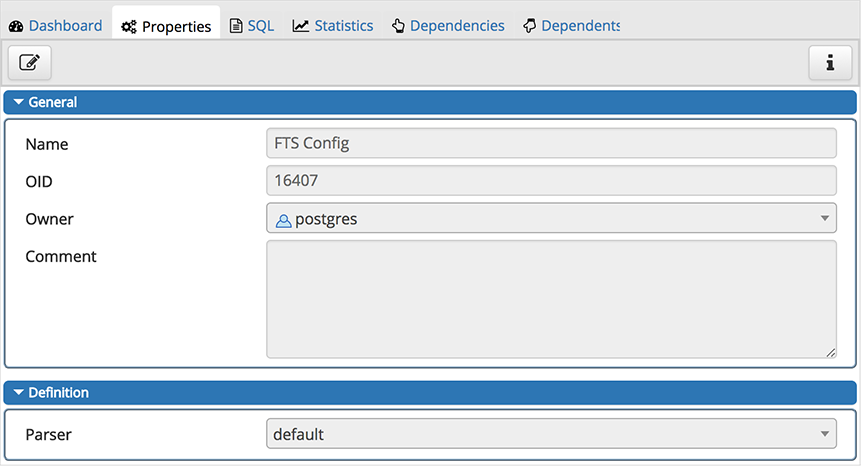 Dashboard Properties SQL Statistics Dependencies Dependents
General
Name FTS Config
OID 16407
Owner postgres
Comment
Definition
Parser default